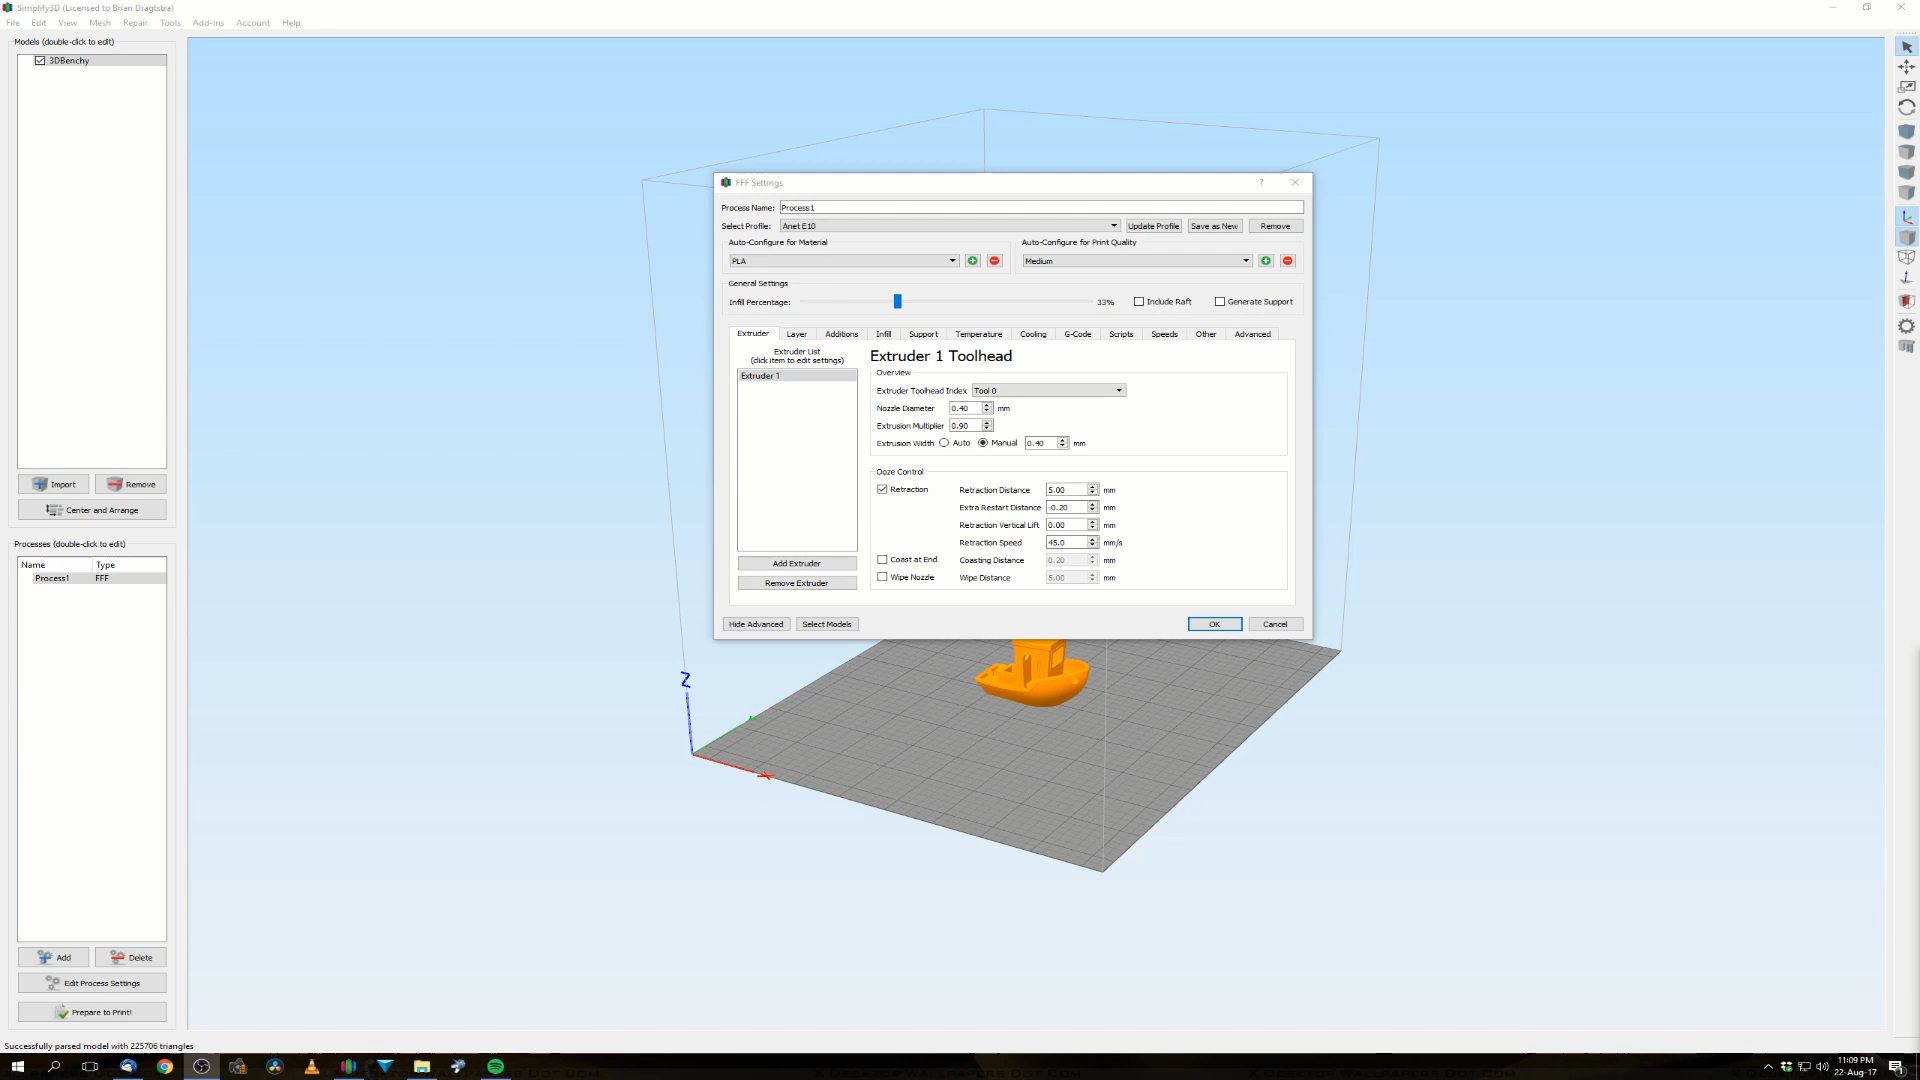 Simplify3D (Licensed to Brian Dragtstra)
File Edit View Mesh Repair Tools Add-Ins Account Help
Models (double-click to edit)
3DBenchy
Import Remove
Center and Arrange
Processes (double-click to edit)
Name Type
Process1 FFF
Add Delete
Edit Process Settings
Prepare to Print!
Successfully parsed model with 225706 triangles
Z
FFF Settings
?
Process Name: Process1
Select Profile: Anet E10 Update Profile Save as New Remove
Auto-Configure for Material Auto-Configure for Print Quality
PLA Medium
General Settings
Infill Percentage: 33% Include Raft Generate Support
Extruder Layer Additions Infill Support Temperature Cooling G-Code Scripts Speeds Other Advanced
Extruder List
(click item to edit settings)
Extruder 1
Add Extruder
Remove Extruder
Extruder 1 Toolhead
Overview
Extruder Toolhead Index Tool 0
Nozzle Diameter 0.40 mm
Extrusion Multiplier 0.90
Extrusion Width Auto Manual 0.40 mm
Ooze Control
Retraction Retraction Distance 5.00 mm
Extra Restart Distance -0.20 mm
Retraction Vertical Lift 0.00 mm
Retraction Speed 45.0 mm/s
Coast at End Coasting Distance 0.20 mm
Wipe Nozzle Wipe Distance 5.00 mm
Hide Advanced Select Models OK Cancel
11:09 PM
22-Aug-17